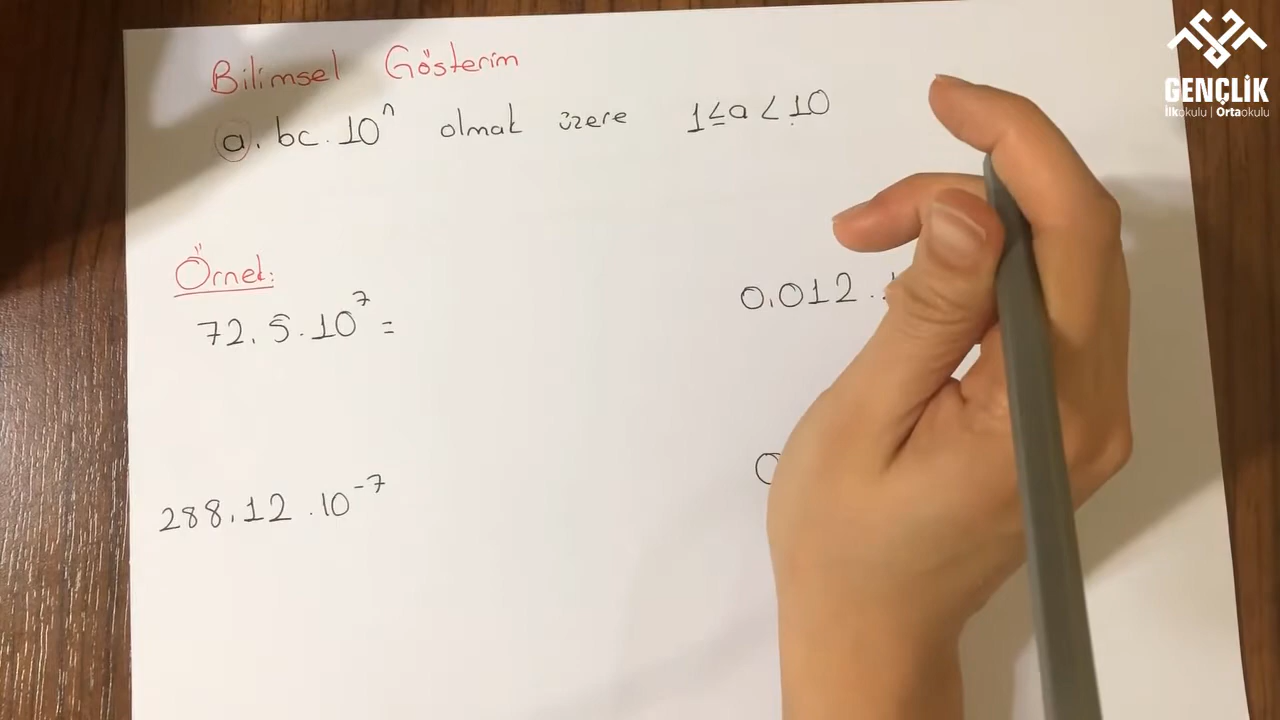 Bilimsel Gösterim
a, bc . 10ⁿ olmak üzere 1 ≤ a < 10
Örnek:
72,5 . 10⁷ =
0,012 .
288,12 . 10⁻⁷
GENÇLİK
İlkokulu | Ortaokulu